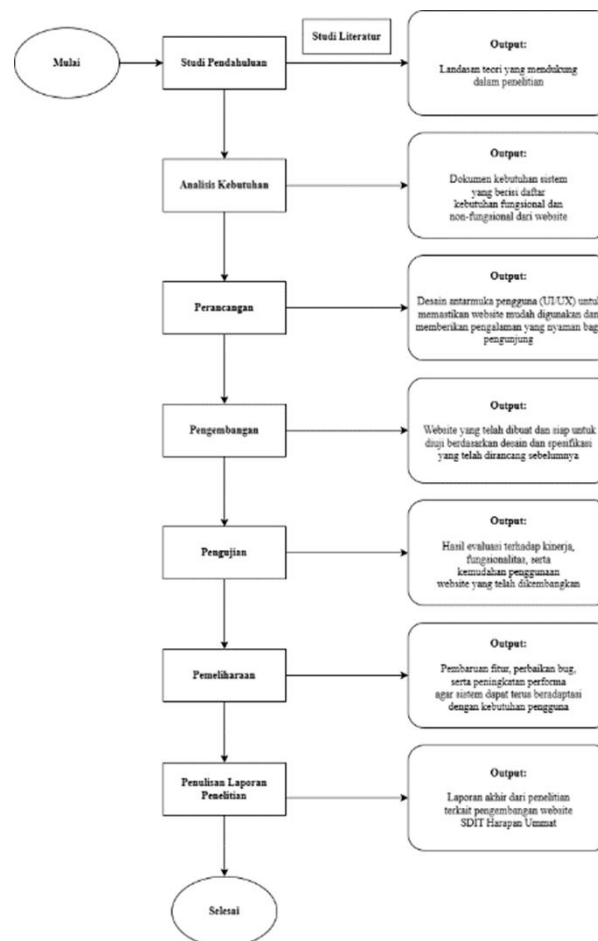 Mulai
Studi Pendahuluan
Studi Literatur
Output:
Landasan teori yang mendukung
dalam penelitian
Analisis Kebutuhan
Output:
Dokumen kebutuhan sistem
yang berisi daftar
kebutuhan fungsional dan
non-fungsional dari website
Perancangan
Output:
Desain antarmuka pengguna (UI/UX) untuk
memastikan website mudah digunakan dan
memberikan pengalaman yang nyaman bag
pengunjung
Pengembangan
Output:
Website yang telah dibuat dan siap untuk
diuji berdasarkan desain dan spesifikasi
yang telah dirancang sebelumnya
Pengujian
Output:
Hasil evaluasi terhadap kinerja,
fungsionalitas, serta
kemudahan penggunaan
website yang telah dikembangkan
Pemeliharaan
Output:
Pembaruan fitur, perbaikan bug,
serta peningkatan performa
agar sistem dapat terus beradaptasi
dengan kebutuhan pengguna
Penulisan Laporan
Penelitian
Output:
Laporan akhir dari penelitian
terkait pengembangan website
SDIT Harapan Ummat
Selesai